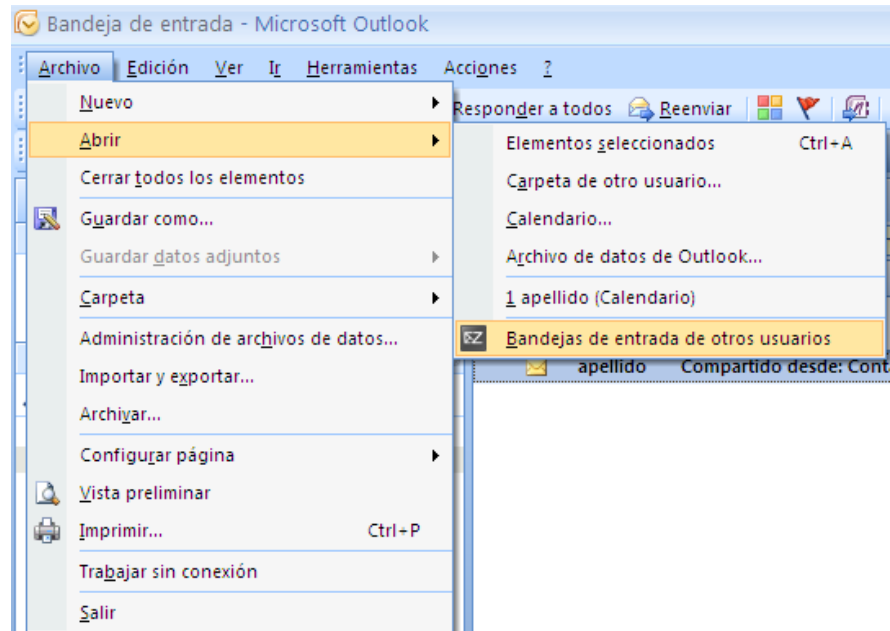 Bandeja de entrada - Microsoft Outlook
Archivo Edición Ver Ir Herramientas Acciones ?
Responder a todos Reenviar
Nuevo
Abrir
Cerrar todos los elementos
Guardar como...
Guardar datos adjuntos
Carpeta
Administración de archivos de datos...
Importar y exportar...
Archivar...
Configurar página
Vista preliminar
Imprimir... Ctrl+P
Trabajar sin conexión
Salir
Elementos seleccionados Ctrl+A
Carpeta de otro usuario...
Calendario...
Archivo de datos de Outlook...
1 apellido (Calendario)
Bandejas de entrada de otros usuarios
apellido Compartido desde: